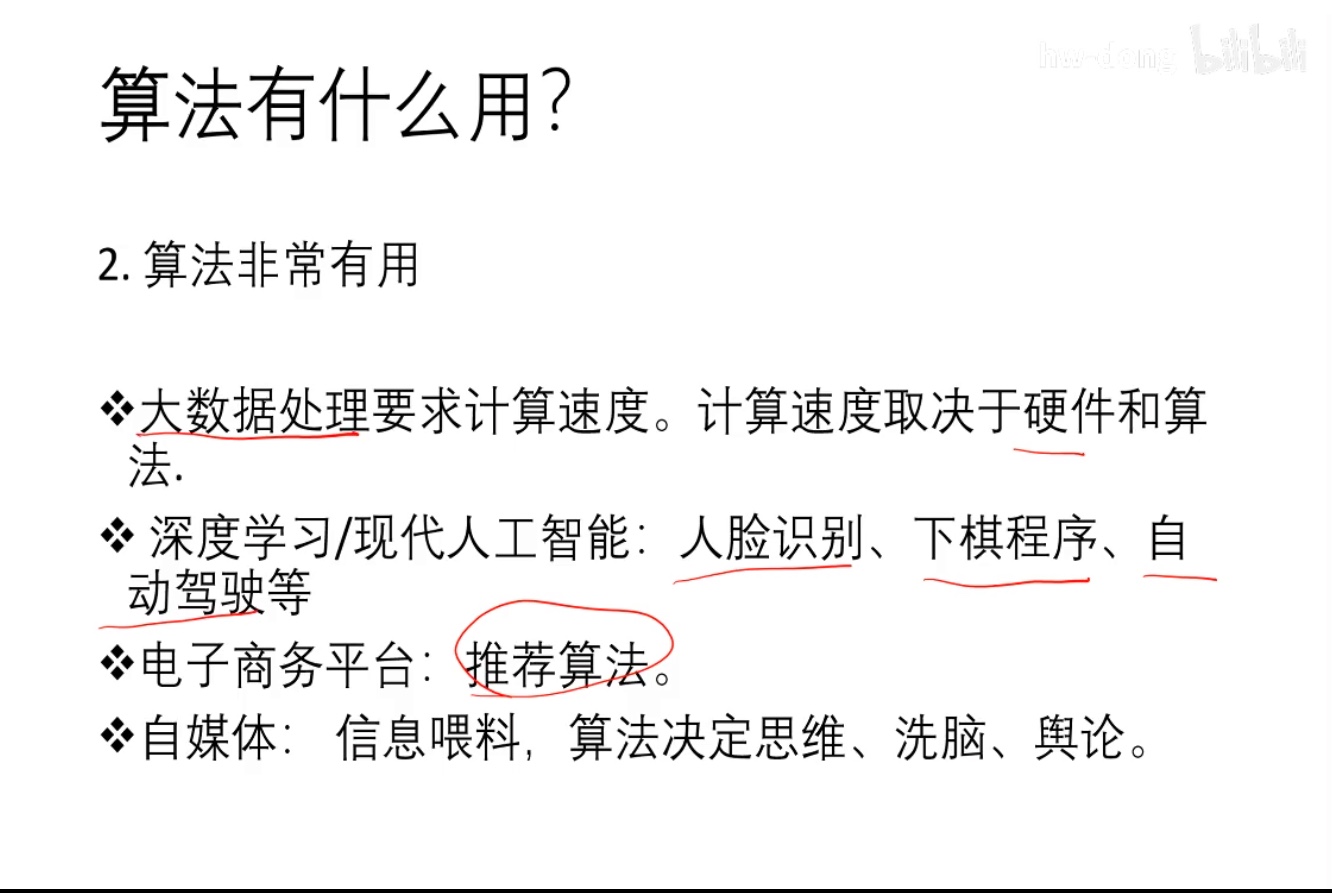 hw-dong bilibili
算法有什么用?
2. 算法非常有用
❖大数据处理要求计算速度。计算速度取决于硬件和算
法.
❖ 深度学习/现代人工智能：人脸识别、下棋程序、自
动驾驶等
❖电子商务平台：推荐算法。
❖自媒体： 信息喂料，算法决定思维、洗脑、舆论。